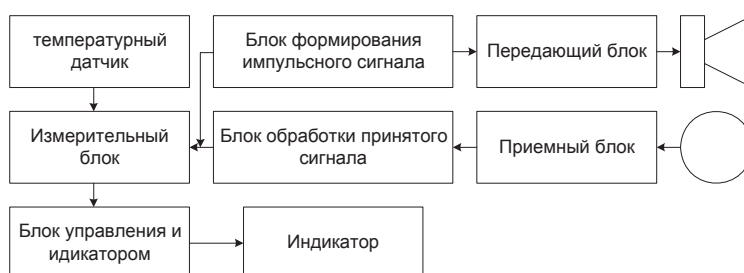 температурный
датчик
Блок формирования
импульсного сигнала
Передающий блок
Измерительный
блок
Блок обработки принятого
сигнала
Приемный блок
Блок управления и
идикатором
Индикатор